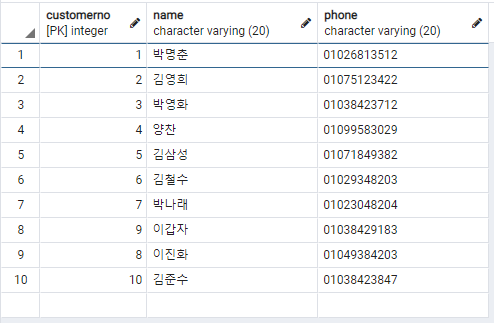 customerno name phone
[PK] integer character varying (20) character varying (20)
1 1 박명춘 01026813512
2 2 김영희 01075123422
3 3 박영화 01038423712
4 4 양찬 01099583029
5 5 김삼성 01071849382
6 6 김철수 01029348203
7 7 박나래 01023048204
8 9 이갑자 01038429183
9 8 이진화 01049384203
10 10 김준수 01038423847